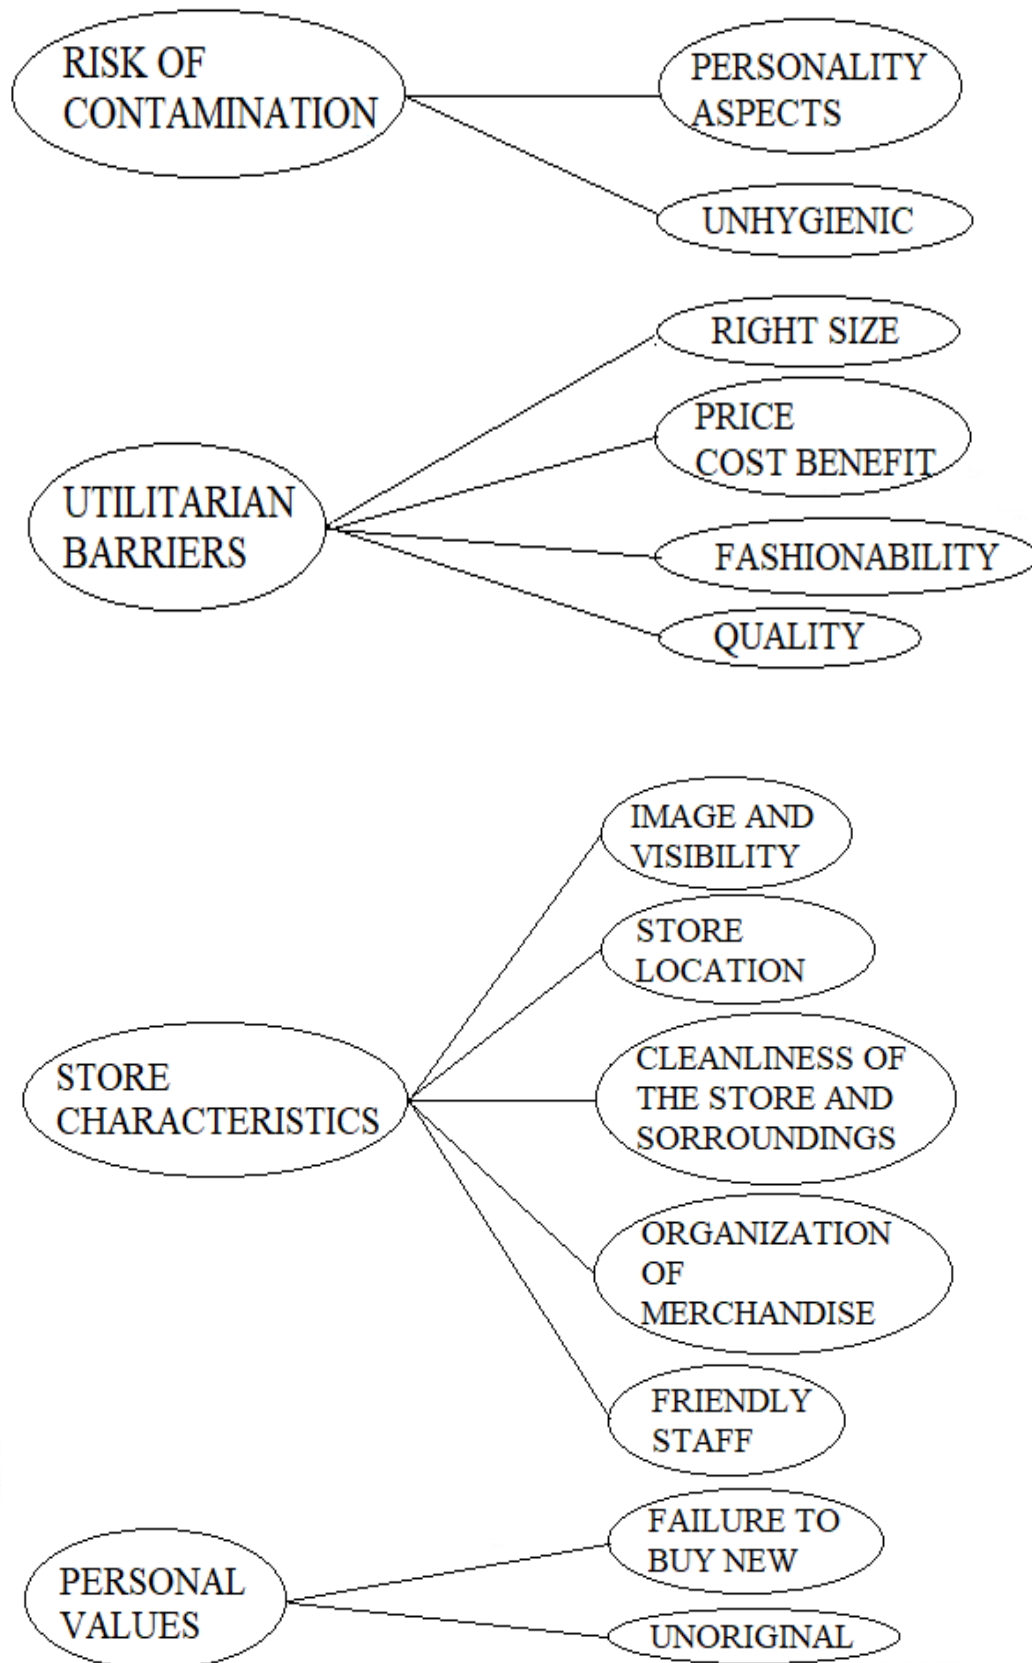 RISK OF
CONTAMINATION
PERSONALITY
ASPECTS
UNHYGIENIC
UTILITARIAN
BARRIERS
RIGHT SIZE
PRICE
COST BENEFIT
FASHIONABILITY
QUALITY
STORE
CHARACTERISTICS
IMAGE AND
VISIBILITY
STORE
LOCATION
CLEANLINESS OF
THE STORE AND
SORROUNDINGS
ORGANIZATION
OF
MERCHANDISE
FRIENDLY
STAFF
PERSONAL
VALUES
FAILURE TO
BUY NEW
UNORIGINAL